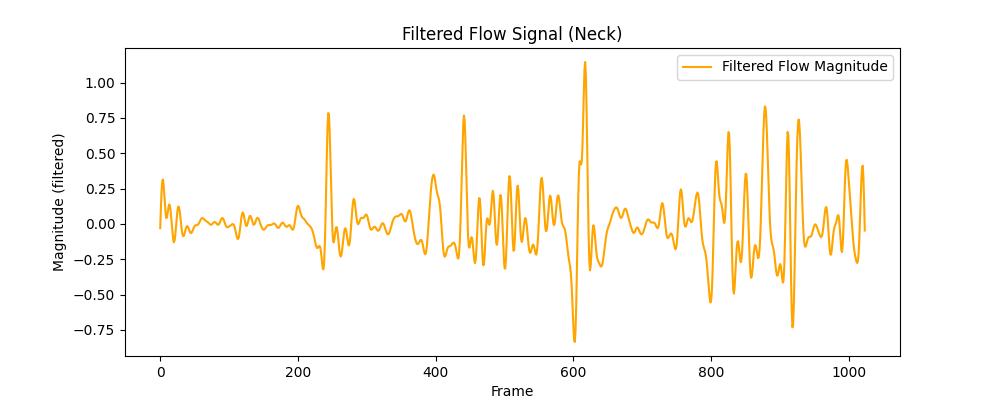 Filtered Flow Signal (Neck)
Filtered Flow Magnitude
Magnitude (filtered)
1.00
0.75
0.50
0.25
0.00
−0.25
−0.50
−0.75
0 200 400 600 800 1000
Frame